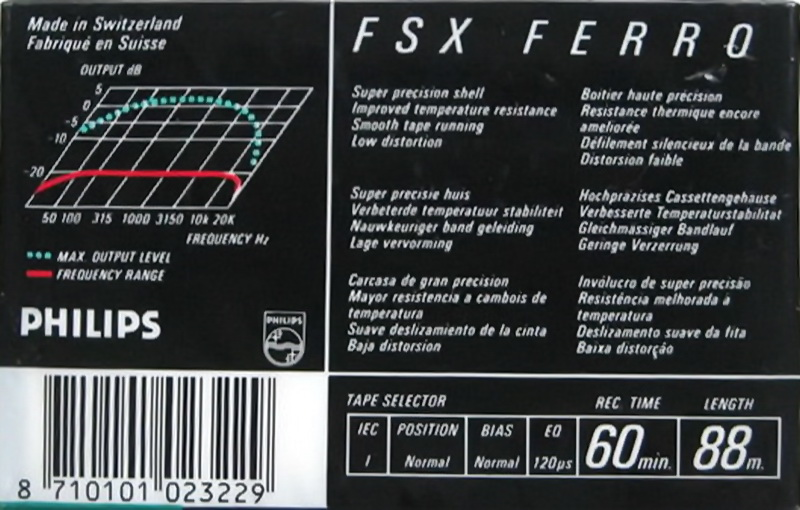 Made in Switzerland
Fabriqué en Suisse
OUTPUT dB
5
0
-5
-10
-20
50 100 315 1000 3150 10k 20K
FREQUENCY Hz
MAX. OUTPUT LEVEL
FREQUENCY RANGE
PHILIPS
PHILIPS
8 710101 023229
FSX FERRO
Super precision shell
Improved temperature resistance
Smooth tape running
Low distortion
Boitier haute précision
Resistance thermique encore
ameliorée
Défilement silencieux de la bande
Distorsion faible
Super precisie huis
Verbeterde temperatuur stabiliteit
Nauwkeuriger band geleiding
Lage vervorming
Hochprazises Cassettengehause
Verbesserte Temperaturstabilitat
Gleichmassiger Bandlauf
Geringe Verzerrung
Carcasa de gran precision
Mayor resistencia a cambois de
temperatura
Suave deslizamiento de la cinta
Baja distorsion
Invólucro de super precisão
Resistência melhorada à
temperatura
Deslizamento suave da fita
Baixa distorção
TAPE SELECTOR REC. TIME LENGTH
IEC POSITION BIAS EQ
I Normal Normal 120µs
60 min. 88 m.